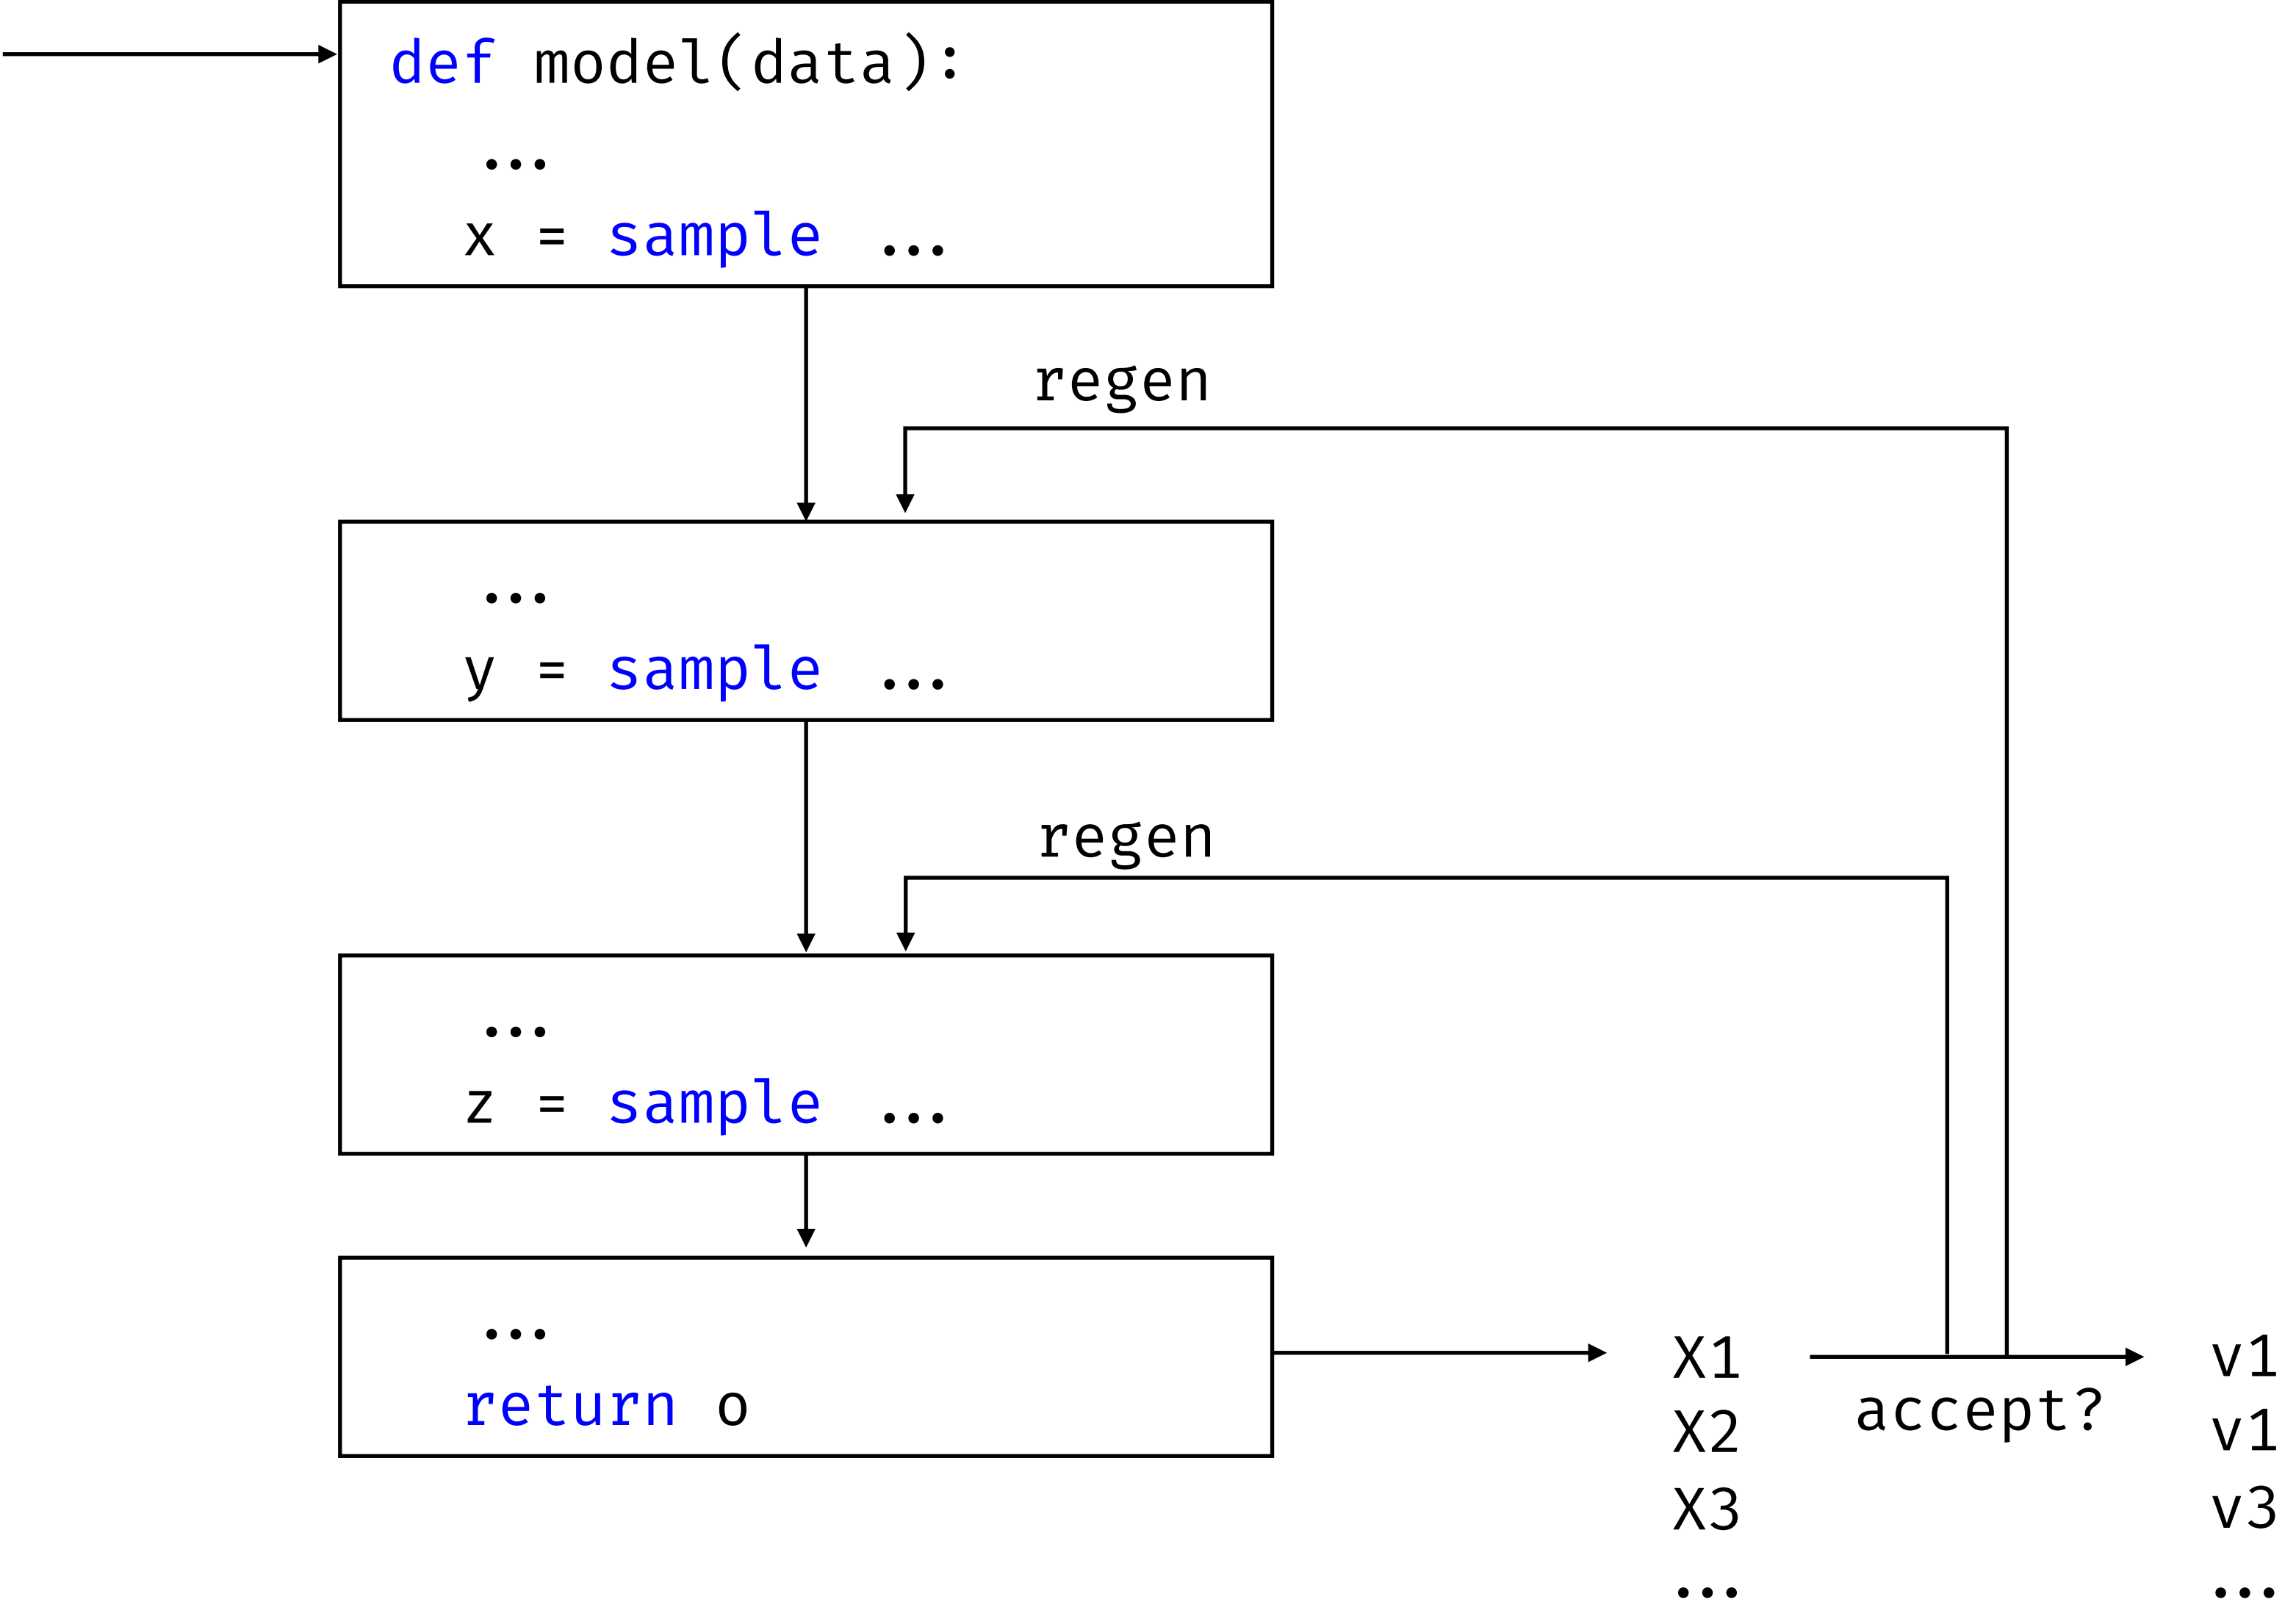 def model(data):
...
x = sample ...
regen
...
y = sample ...
regen
...
z = sample ...
...
return o
X1
X2
X3
...
accept?
v1
v1
v3
...